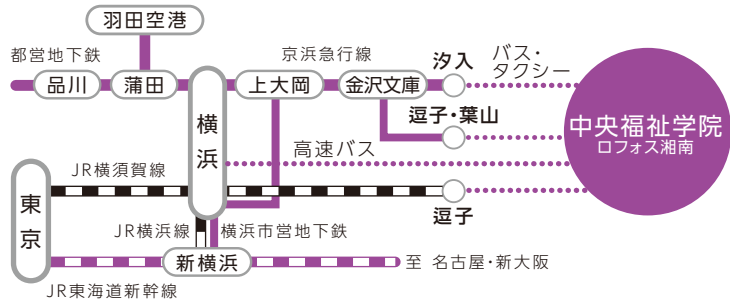 羽田空港
都営地下鉄
京浜急行線
汐入
バス・
タクシー
品川
蒲田
上大岡
金沢文庫
逗子・葉山
横浜
中央福祉学院
ロフォス湘南
高速バス
JR横須賀線
東京
逗子
JR横浜線
横浜市営地下鉄
新横浜
至 名古屋・新大阪
JR東海道新幹線